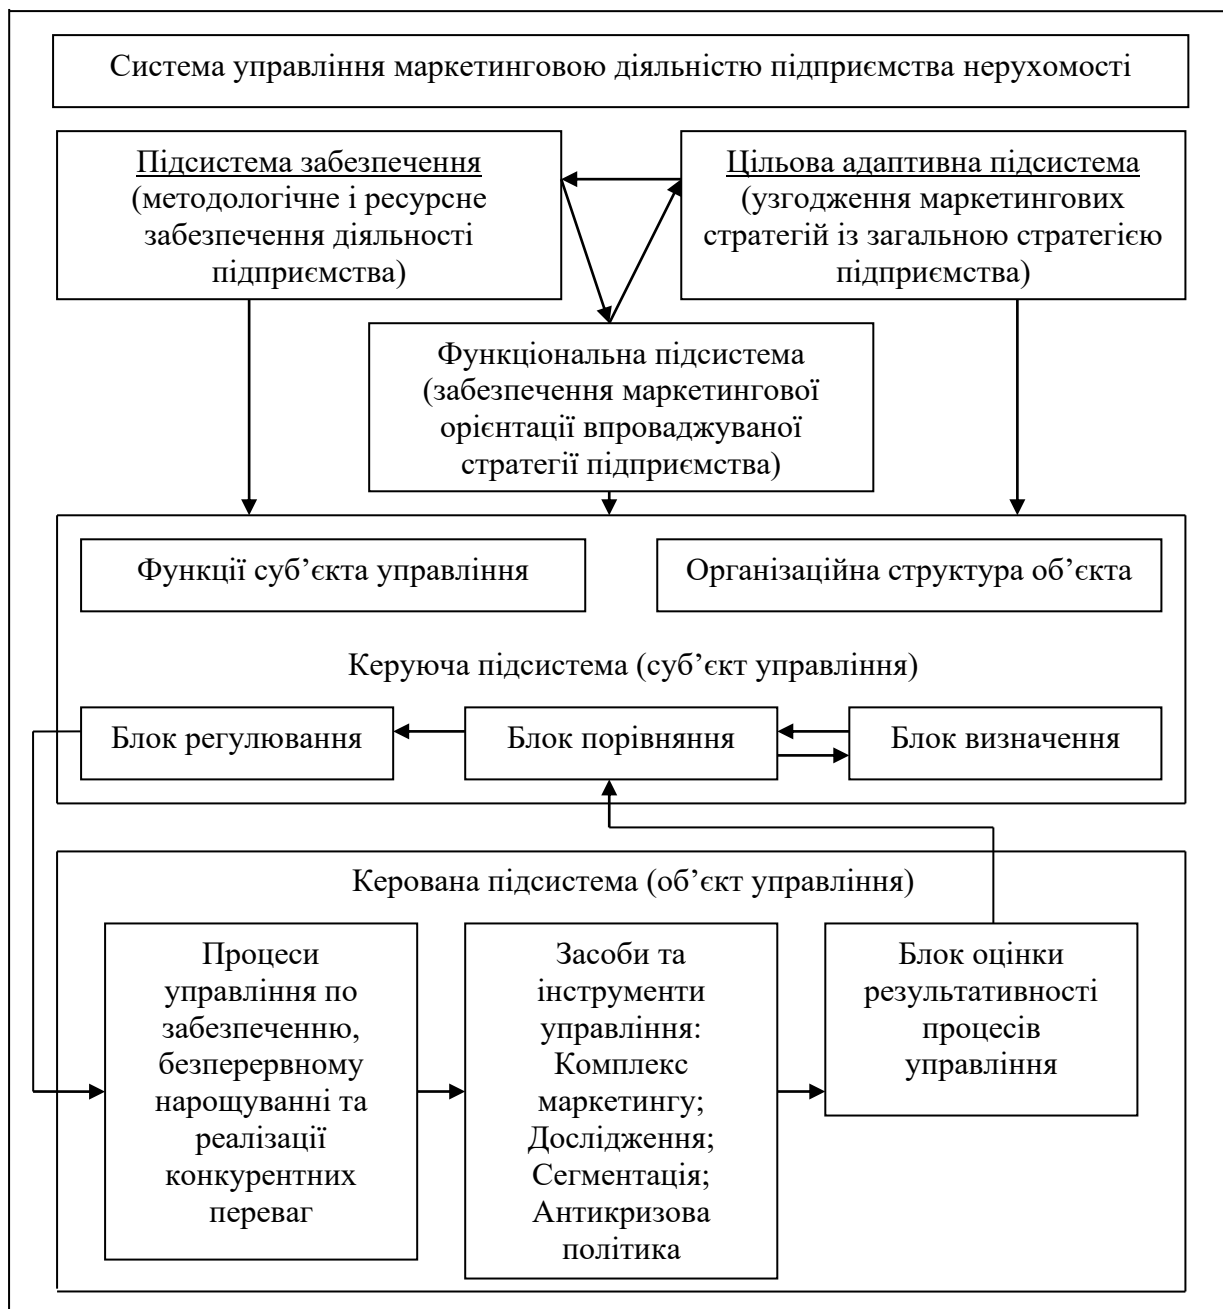 Система управління маркетинговою діяльністю підприємства нерухомості
Підсистема забезпечення
(методологічне і ресурсне
забезпечення діяльності
підприємства)
Цільова адаптивна підсистема
(узгодження маркетингових
стратегій із загальною стратегією
підприємства)
Функціональна підсистема
(забезпечення маркетингової
орієнтації впроваджуваної
стратегії підприємства)
Функції суб’єкта управління
Організаційна структура об’єкта
Керуюча підсистема (суб’єкт управління)
Блок регулювання
Блок порівняння
Блок визначення
Керована підсистема (об’єкт управління)
Процеси
управління по
забезпеченню,
безперервному
нарощуванні та
реалізації
конкурентних
переваг
Засоби та
інструменти
управління:
Комплекс
маркетингу;
Дослідження;
Сегментація;
Антикризова
політика
Блок оцінки
результативності
процесів
управління